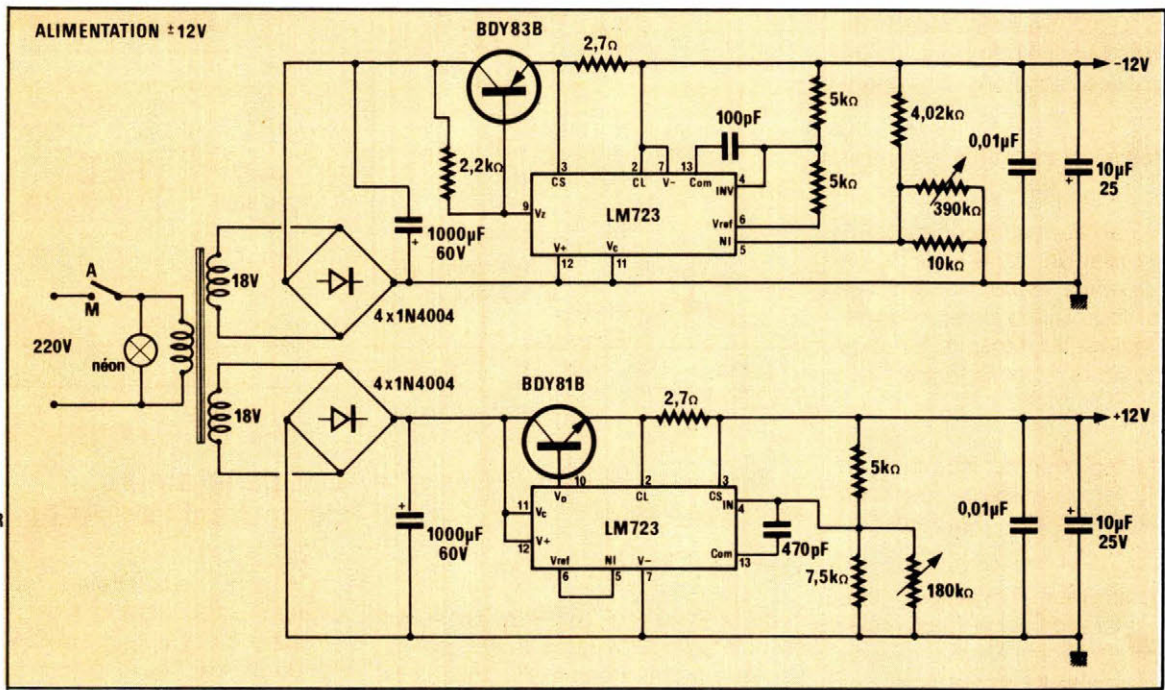 ALIMENTATION ±12V
BDY83B
2,7Ω
-12V
5kΩ
4,02kΩ
100pF
0,01µF
10µF
25
2,2kΩ
3
2
7
13
CS
CL
V-
Com
4
INV
5kΩ
390kΩ
9
Vz
LM723
Vref
6
NI
5
10kΩ
1000µF
60V
V+
Vc
12
11
18V
A
M
4x1N4004
220V
néon
4x1N4004
18V
BDY81B
2,7Ω
+12V
10
2
3
Vo
CL
CS
IN
4
5kΩ
11
Vc
V+
12
LM723
Com
13
470pF
0,01µF
10µF
25V
1000µF
60V
Vref
NI
V-
6
5
7
7,5kΩ
180kΩ
R